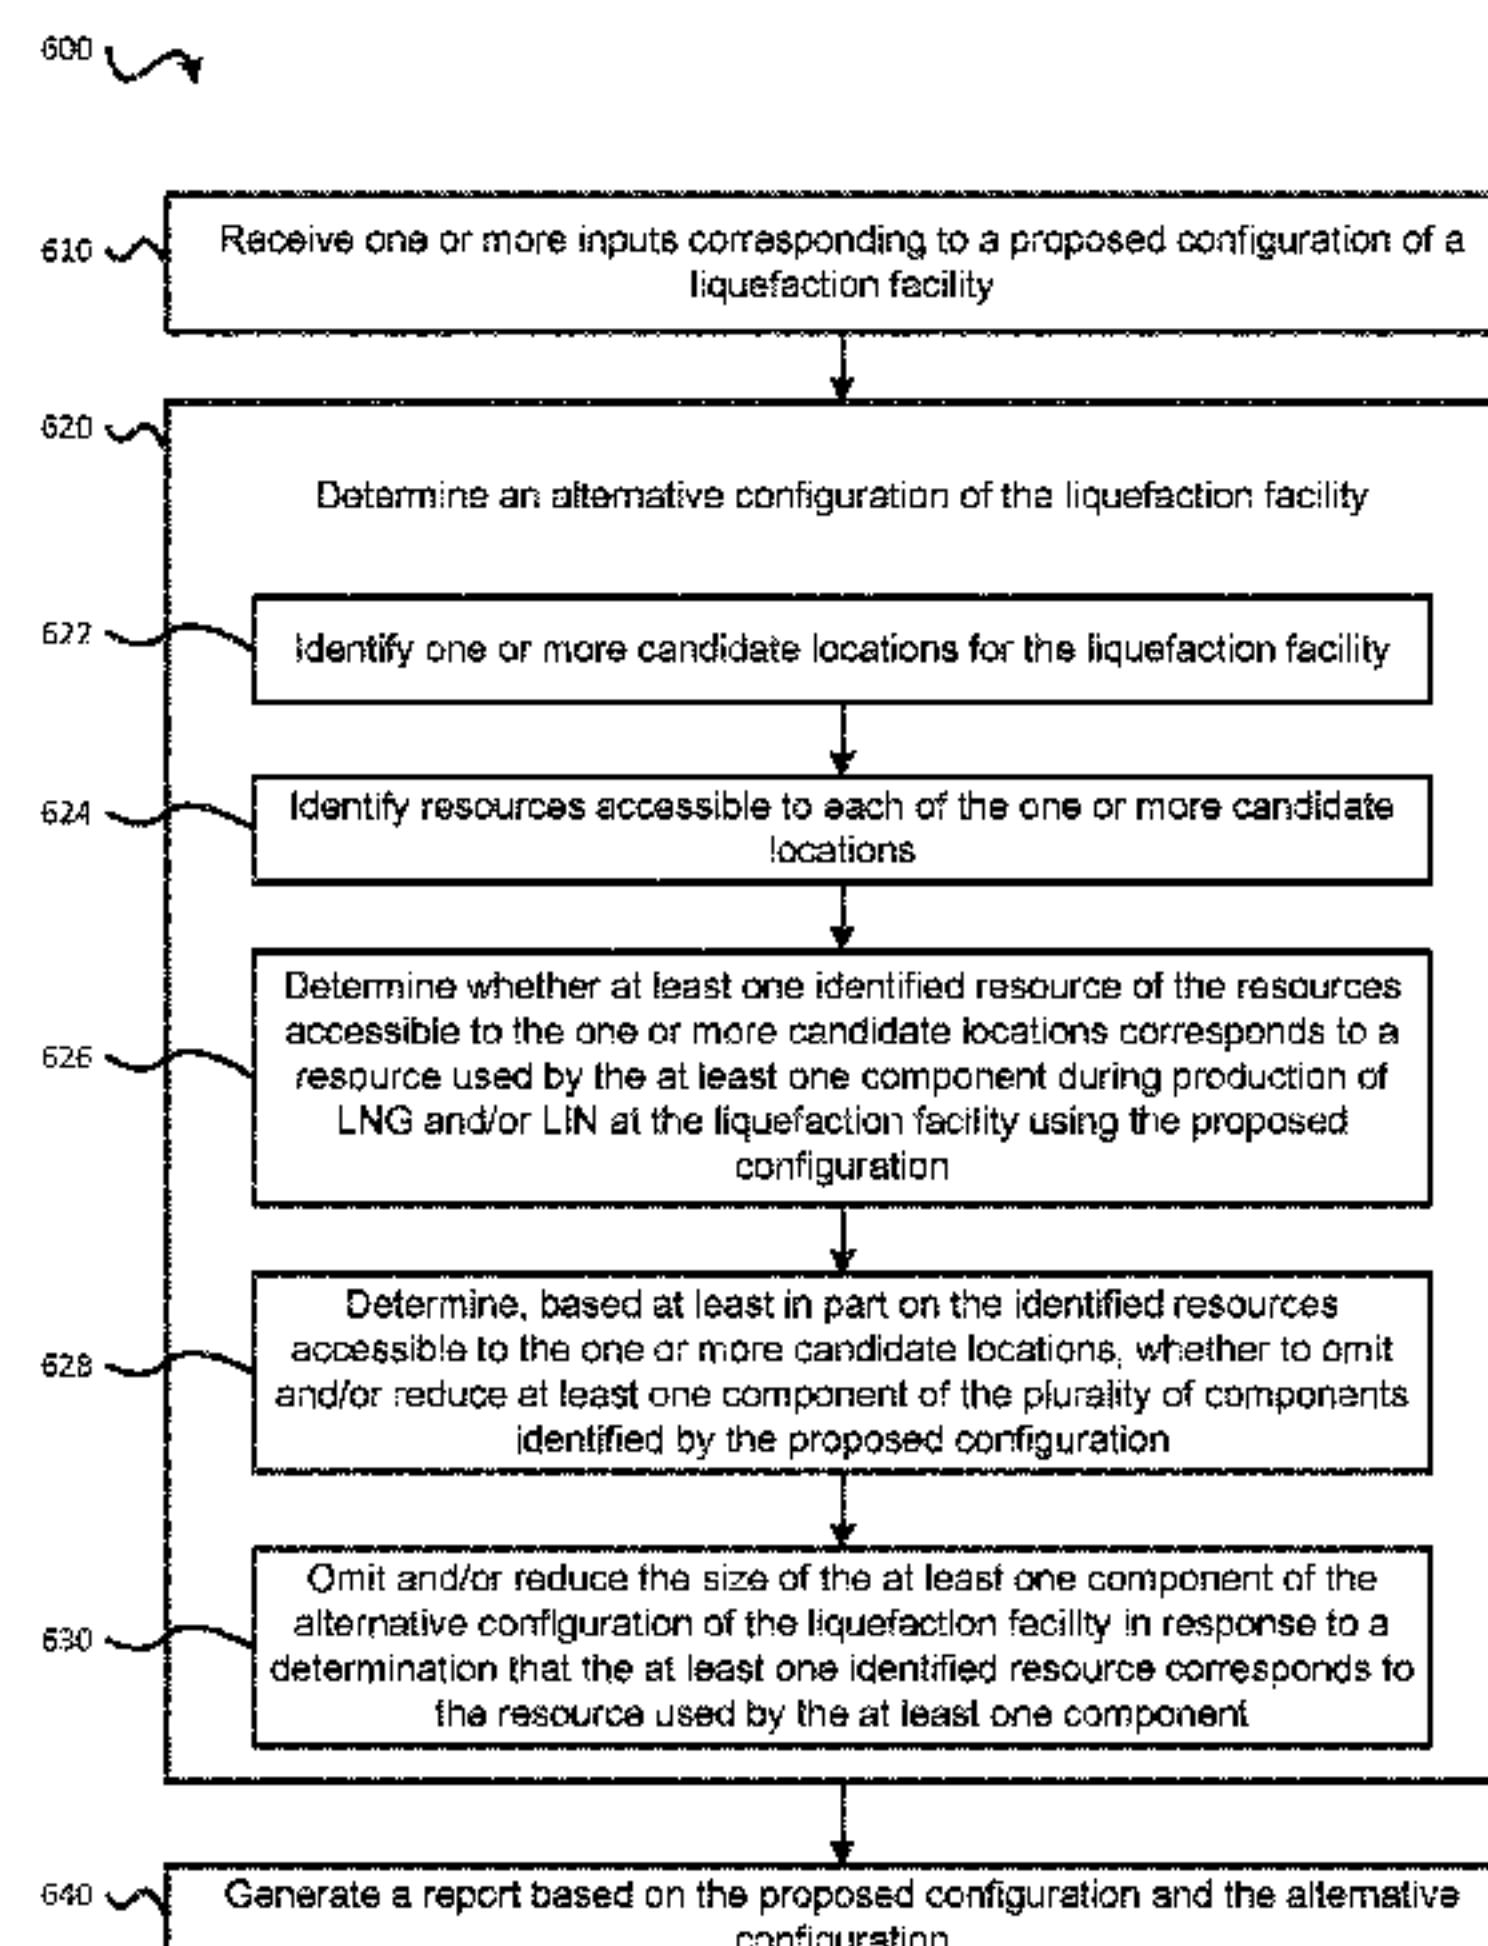 600
610
Receive one or more inputs corresponding to a proposed configuration of a
liquefaction facility
620
Determine an alternative configuration of the liquefaction facility
622
Identify one or more candidate locations for the liquefaction facility
624
Identify resources accessible to each of the one or more candidate
locations
626
Determine whether at least one identified resource of the resources
accessible to the one or more candidate locations corresponds to a
resource used by the at least one component during production of
LNG and/or LIN at the liquefaction facility using the proposed
configuration
628
Determine, based at least in part on the identified resources
accessible to the one or more candidate locations, whether to omit
and/or reduce at least one component of the plurality of components
identified by the proposed configuration
630
Omit and/or reduce the size of the at least one component of the
alternative configuration of the liquefaction facility in response to a
determination that the at least one identified resource corresponds to
the resource used by the at least one component
640
Generate a report based on the proposed configuration and the alternative
configuration